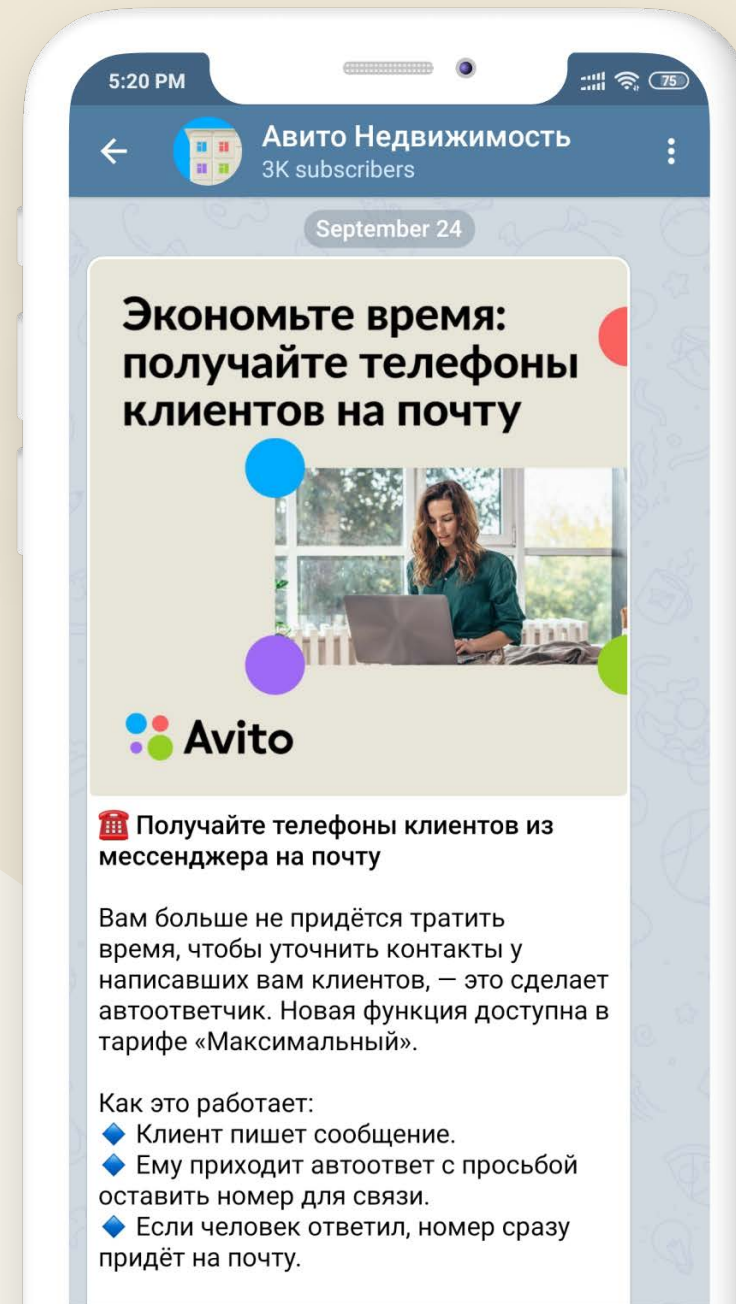 5:20 PM
75
Авито Недвижимость
3K subscribers
September 24
Экономьте время:
получайте телефоны
клиентов на почту
Avito
☎️ Получайте телефоны клиентов из
мессенджера на почту
Вам больше не придётся тратить
время, чтобы уточнить контакты у
написавших вам клиентов, — это сделает
автоответчик. Новая функция доступна в
тарифе «Максимальный».
Как это работает:
🔷 Клиент пишет сообщение.
🔷 Ему приходит автоответ с просьбой
оставить номер для связи.
🔷 Если человек ответил, номер сразу
придёт на почту.